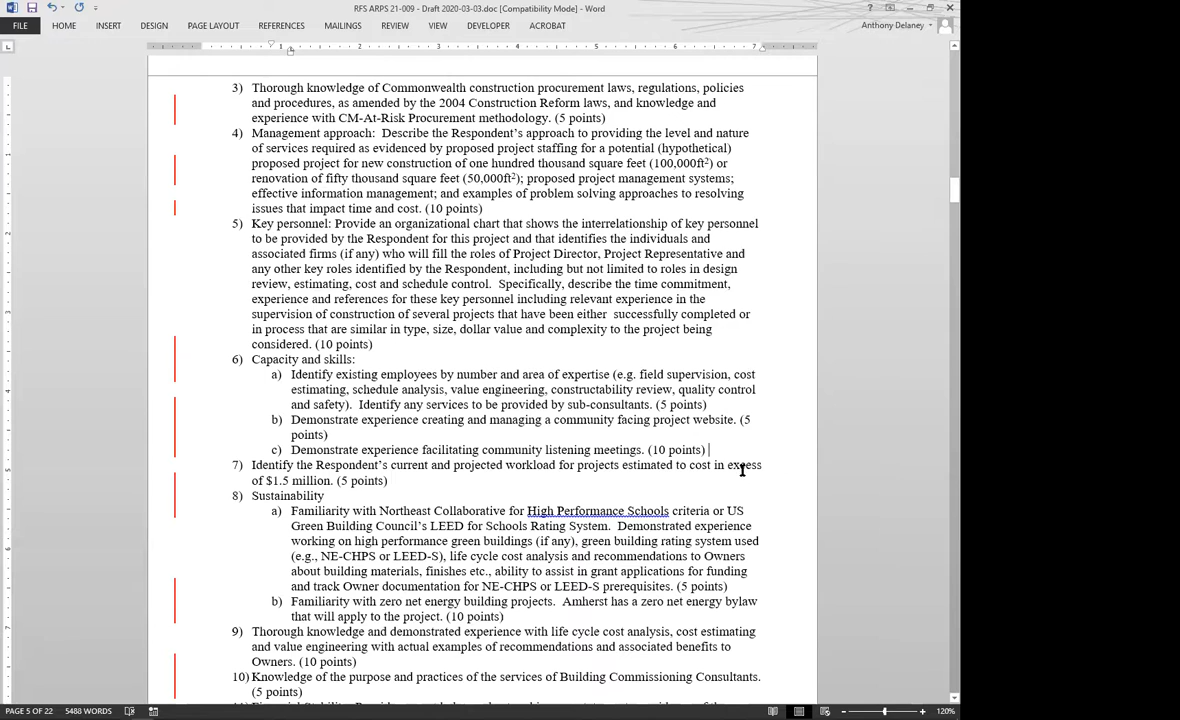 RFS ARPS 21-009 - Draft 2020-03-03.doc [Compatibility Mode] - Word
FILE HOME INSERT DESIGN PAGE LAYOUT REFERENCES MAILINGS REVIEW VIEW DEVELOPER ACROBAT Anthony Delaney
3) Thorough knowledge of Commonwealth construction procurement laws, regulations, policies
and procedures, as amended by the 2004 Construction Reform laws, and knowledge and
experience with CM-At-Risk Procurement methodology. (5 points)
4) Management approach: Describe the Respondent's approach to providing the level and nature
of services required as evidenced by proposed project staffing for a potential (hypothetical)
proposed project for new construction of one hundred thousand square feet (100,000ft²) or
renovation of fifty thousand square feet (50,000ft²); proposed project management systems;
effective information management; and examples of problem solving approaches to resolving
issues that impact time and cost. (10 points)
5) Key personnel: Provide an organizational chart that shows the interrelationship of key personnel
to be provided by the Respondent for this project and that identifies the individuals and
associated firms (if any) who will fill the roles of Project Director, Project Representative and
any other key roles identified by the Respondent, including but not limited to roles in design
review, estimating, cost and schedule control. Specifically, describe the time commitment,
experience and references for these key personnel including relevant experience in the
supervision of construction of several projects that have been either successfully completed or
in process that are similar in type, size, dollar value and complexity to the project being
considered. (10 points)
6) Capacity and skills:
a) Identify existing employees by number and area of expertise (e.g. field supervision, cost
estimating, schedule analysis, value engineering, constructability review, quality control
and safety). Identify any services to be provided by sub-consultants. (5 points)
b) Demonstrate experience creating and managing a community facing project website. (5
points)
c) Demonstrate experience facilitating community listening meetings. (10 points)
7) Identify the Respondent's current and projected workload for projects estimated to cost in excess
of $1.5 million. (5 points)
8) Sustainability
a) Familiarity with Northeast Collaborative for High Performance Schools criteria or US
Green Building Council's LEED for Schools Rating System. Demonstrated experience
working on high performance green buildings (if any), green building rating system used
(e.g., NE-CHPS or LEED-S), life cycle cost analysis and recommendations to Owners
about building materials, finishes etc., ability to assist in grant applications for funding
and track Owner documentation for NE-CHPS or LEED-S prerequisites. (5 points)
b) Familiarity with zero net energy building projects. Amherst has a zero net energy bylaw
that will apply to the project. (10 points)
9) Thorough knowledge and demonstrated experience with life cycle cost analysis, cost estimating
and value engineering with actual examples of recommendations and associated benefits to
Owners. (10 points)
10) Knowledge of the purpose and practices of the services of Building Commissioning Consultants.
(5 points)
PAGE 5 OF 22 5488 WORDS 120%